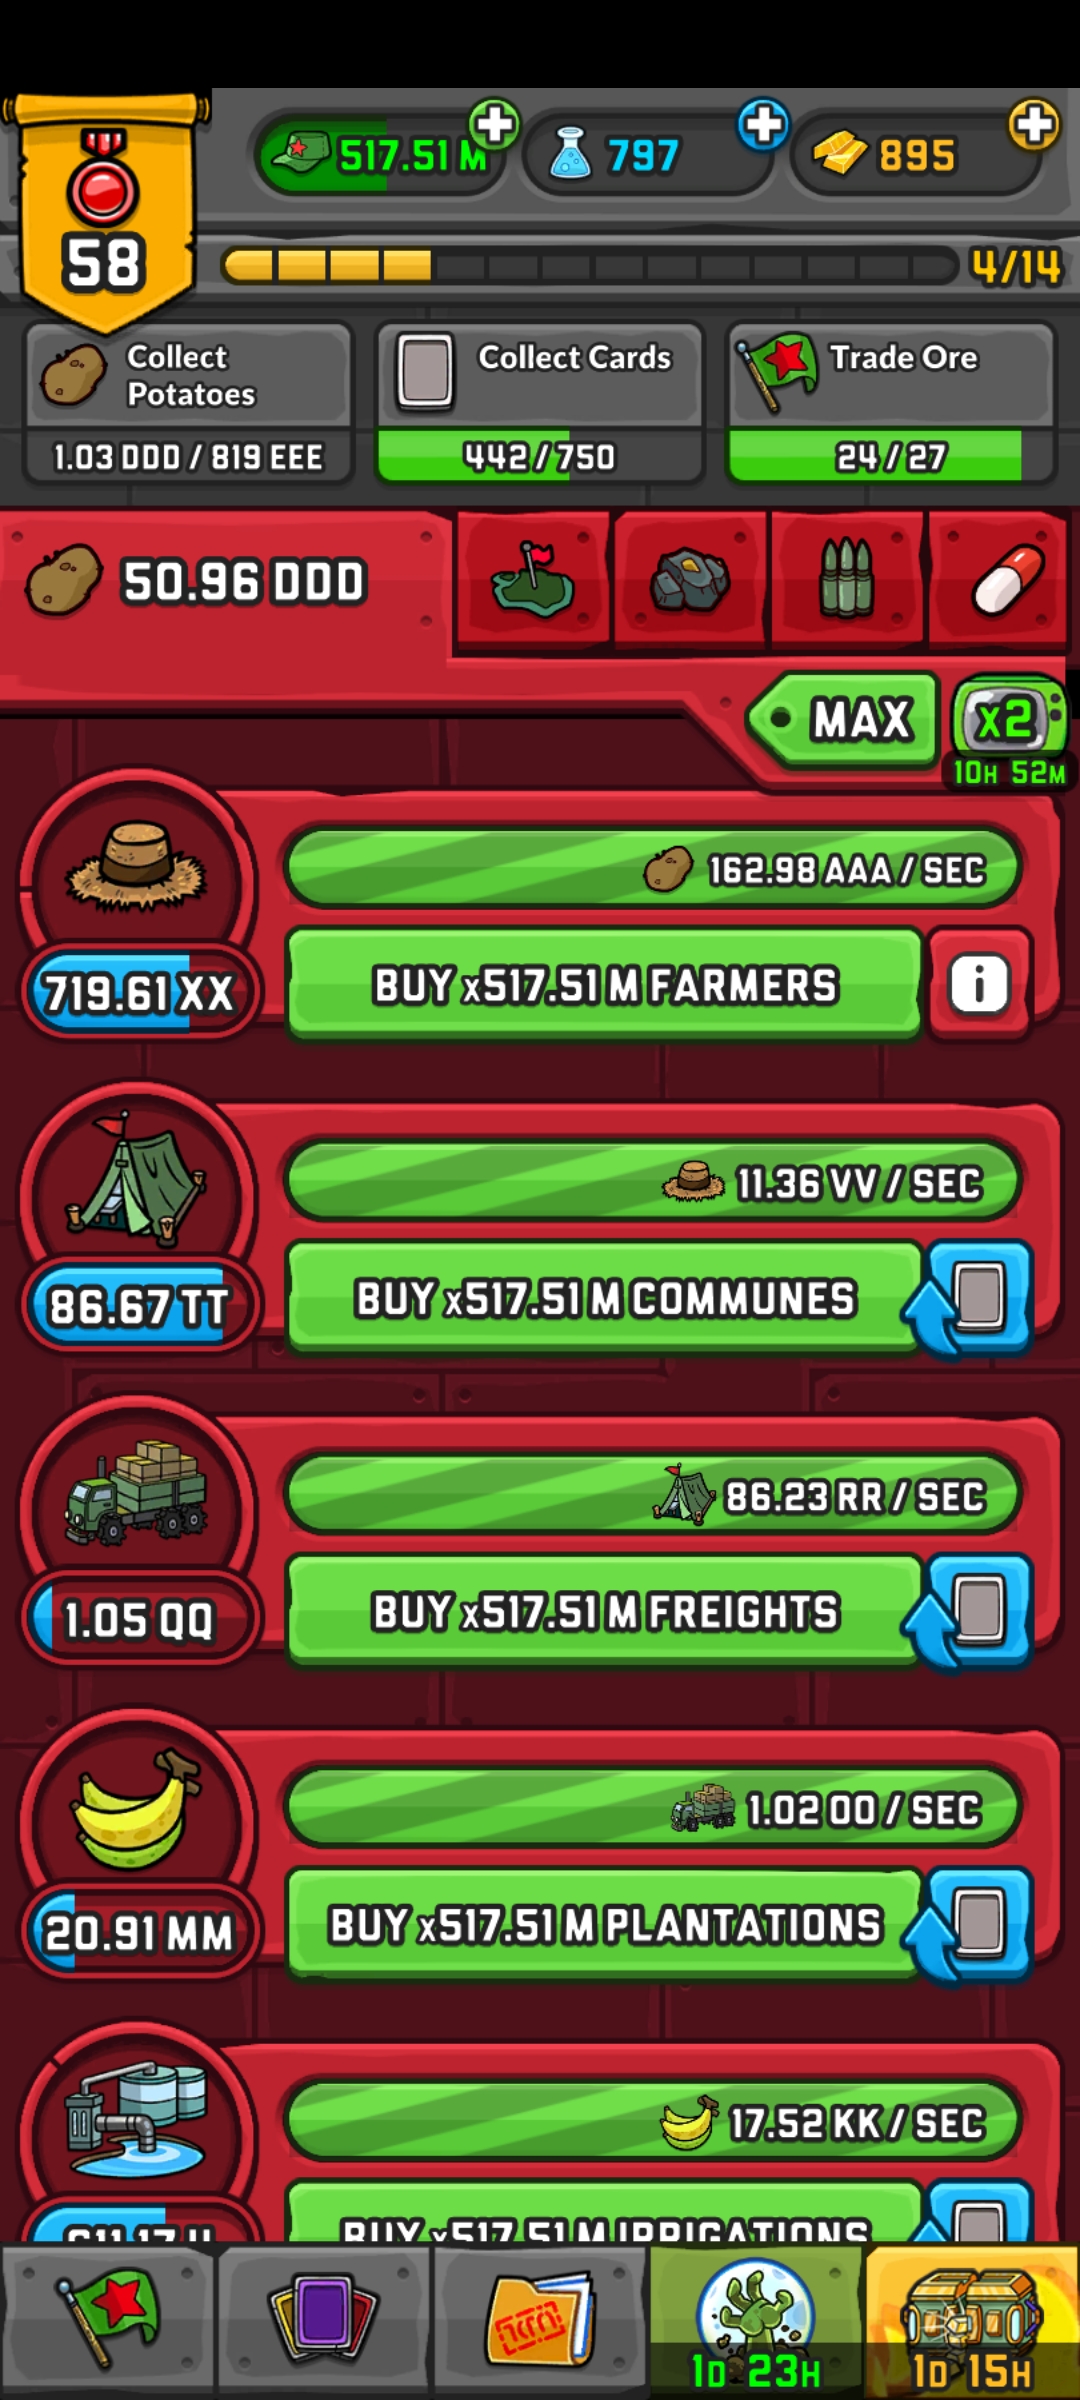 517.51 M
797
895
58
4/14
Collect
Potatoes
Collect Cards
Trade Ore
1.03 DDD / 819 EEE
442/750
24/27
50.96 DDD
MAX
x2
10H 52M
162.98 AAA / SEC
719.61 XX
BUY x517.51 M FARMERS
i
11.36 VV / SEC
86.67 TT
BUY x517.51 M COMMUNES
86.23 RR / SEC
1.05 QQ
BUY x517.51 M FREIGHTS
1.02 OO / SEC
20.91 MM
BUY x517.51 M PLANTATIONS
17.52 KK / SEC
BUY x517.51 M IRRIGATIONS
1D 23H
1D 15H